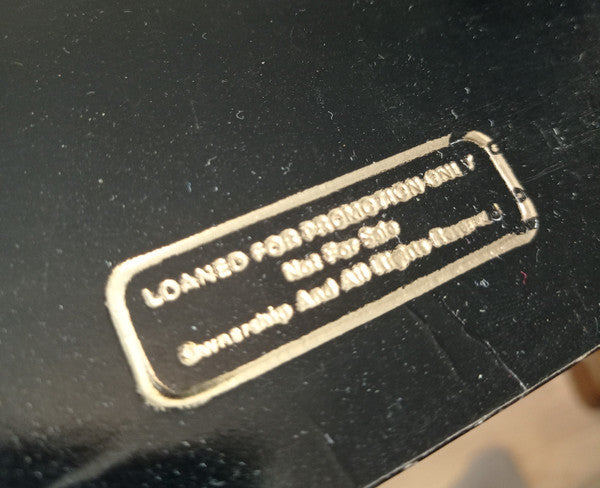 LOANED FOR PROMOTION ONLY
Not For Sale
Ownership And All Rights Reserved